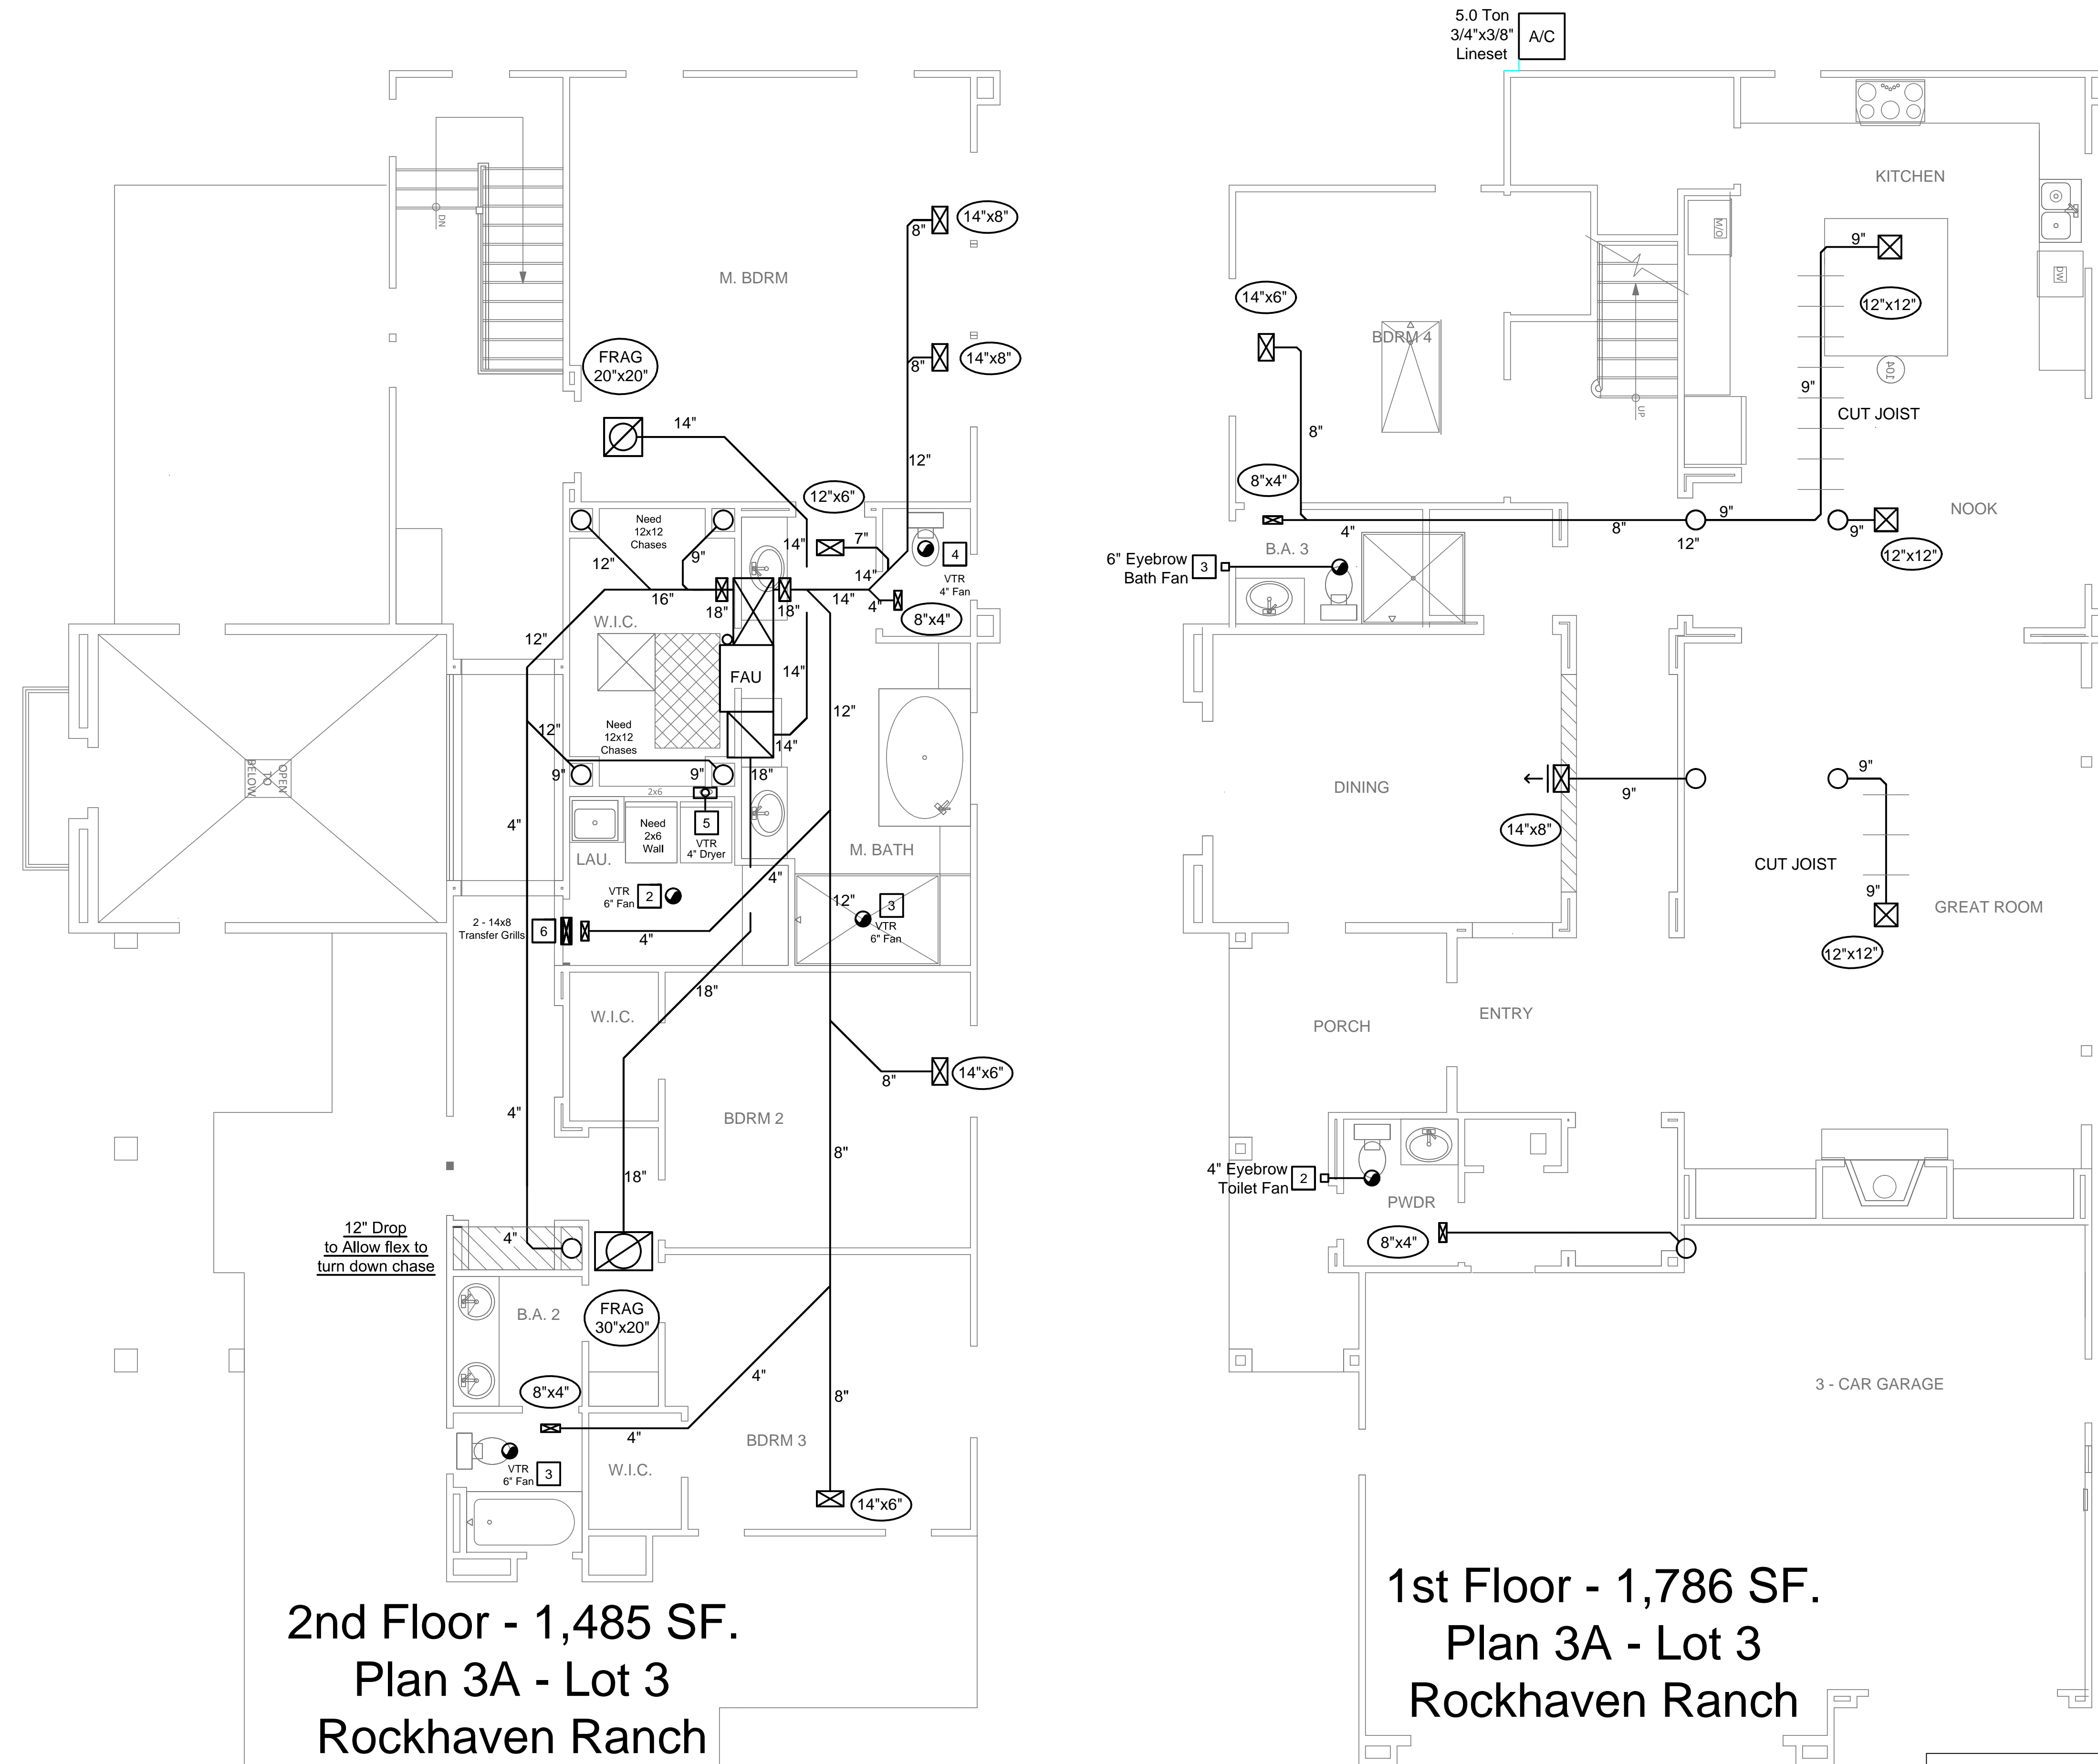 5.0 Ton
3/4"x3/8"
Lineset
A/C
DN
M. BDRM
14"x8"
8"
14"x8"
8"
FRAG
20"x20"
14"
12"
12"x6"
Need
12x12
Chases
12"
9"
14"
7"
14"
4
VTR
4" Fan
16"
18"
18"
14"
4"
8"x4"
W.I.C.
12"
FAU
14"
12"
12"
Need
12x12
Chases
14"
9"
9"
18"
OPEN
TO
BELOW
2x6
4"
Need
2x6
Wall
5
VTR
4" Dryer
LAU.
M. BATH
4"
VTR
6" Fan
2
12"
3
VTR
6" Fan
2 - 14x8
Transfer Grills
6
4"
18"
W.I.C.
14"x6"
8"
4"
BDRM 2
8"
18"
12" Drop
to Allow flex to
turn down chase
4"
B.A. 2
FRAG
30"x20"
8"x4"
4"
8"
4"
BDRM 3
W.I.C.
VTR
6" Fan
3
14"x6"
2nd Floor - 1,485 SF.
Plan 3A - Lot 3
Rockhaven Ranch
KITCHEN
M/O
9"
DW
14"x6"
12"x12"
BDRM 4
A01
9"
UP
CUT JOIST
8"
8"x4"
NOOK
4"
8"
12"
9"
9"
12"x12"
6" Eyebrow
Bath Fan
3
B.A. 3
DINING
9"
9"
14"x8"
CUT JOIST
9"
GREAT ROOM
12"x12"
PORCH
ENTRY
4" Eyebrow
Toilet Fan
2
PWDR
8"x4"
3 - CAR GARAGE
1st Floor - 1,786 SF.
Plan 3A - Lot 3
Rockhaven Ranch